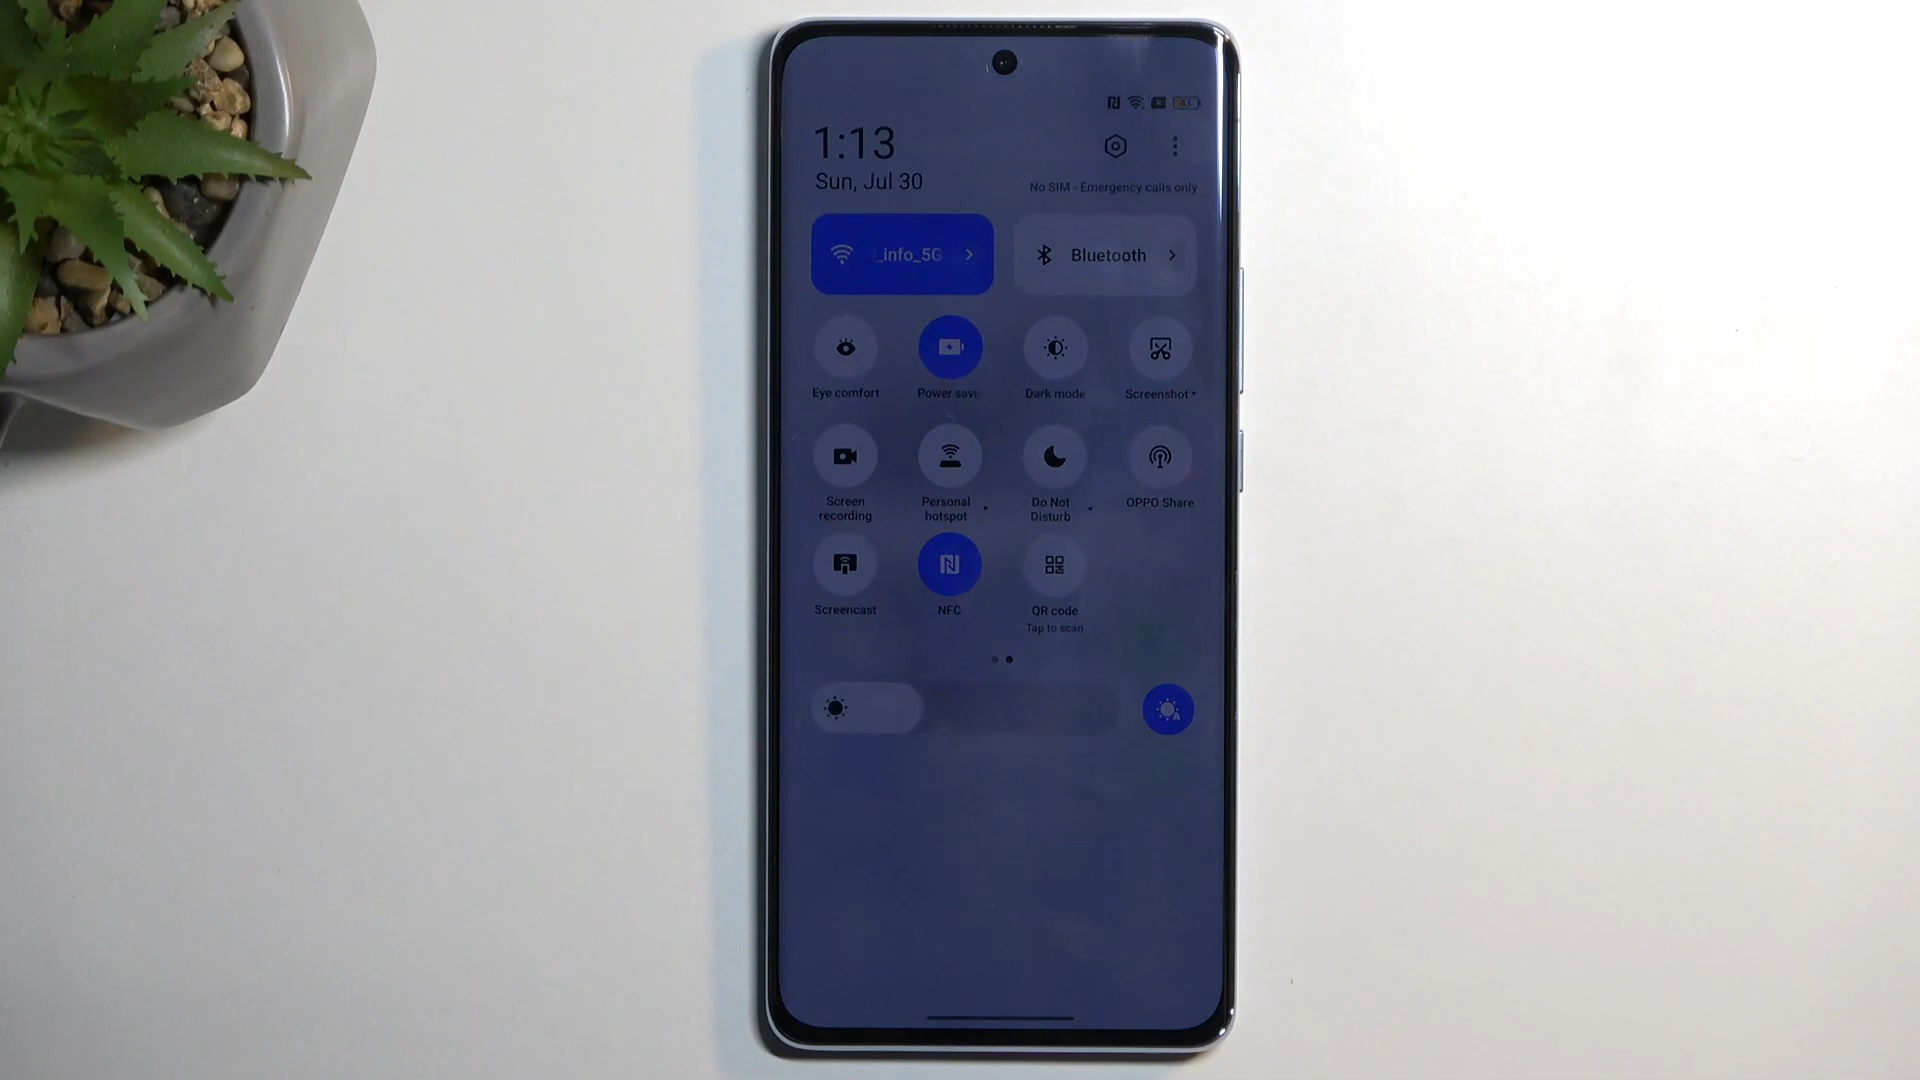 1:13
Sun, Jul 30
No SIM - Emergency calls only
_info_5G
Bluetooth
Eye comfort
Power savi
Dark mode
Screenshot
Screen recording
Personal hotspot
Do Not Disturb
OPPO Share
Screencast
NFC
QR code
Tap to scan